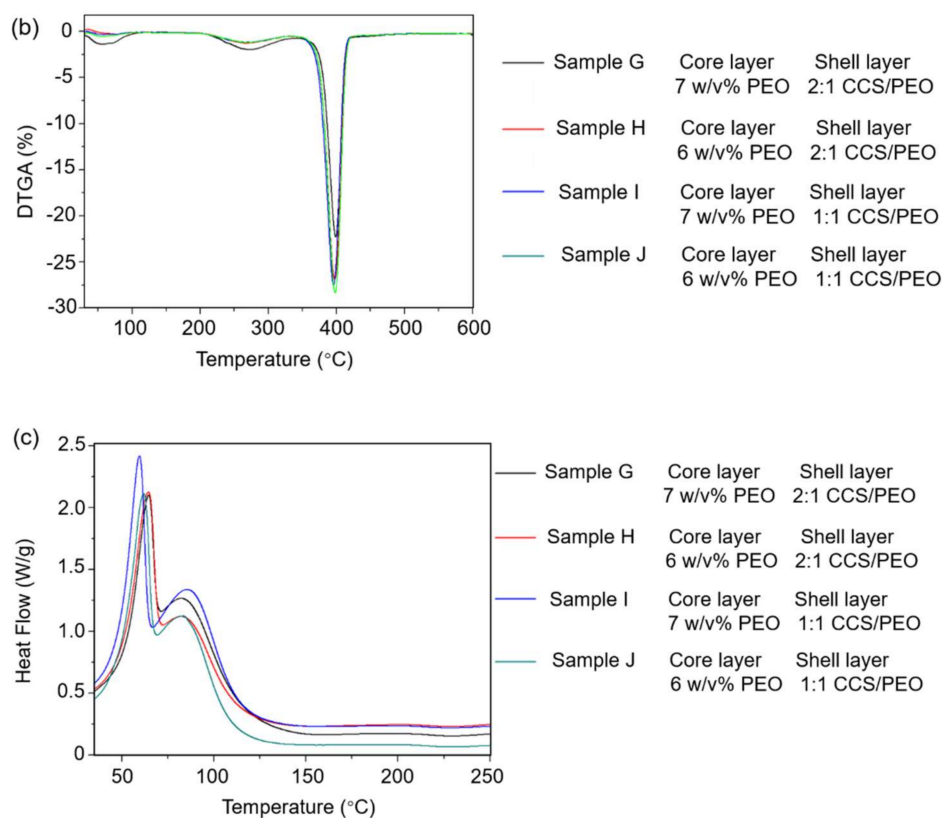 (b)
0
-5
-10
-15
-20
-25
-30
DTGA (%)
100 200 300 400 500 600
Temperature (°C)
Sample G Core layer Shell layer
7 w/v% PEO 2:1 CCS/PEO
Sample H Core layer Shell layer
6 w/v% PEO 2:1 CCS/PEO
Sample I Core layer Shell layer
7 w/v% PEO 1:1 CCS/PEO
Sample J Core layer Shell layer
6 w/v% PEO 1:1 CCS/PEO
(c)
2.5
2.0
1.5
1.0
0.5
0
Heat Flow (W/g)
50 100 150 200 250
Temperature (°C)
Sample G Core layer Shell layer
7 w/v% PEO 2:1 CCS/PEO
Sample H Core layer Shell layer
6 w/v% PEO 2:1 CCS/PEO
Sample I Core layer Shell layer
7 w/v% PEO 1:1 CCS/PEO
Sample J Core layer Shell layer
6 w/v% PEO 1:1 CCS/PEO